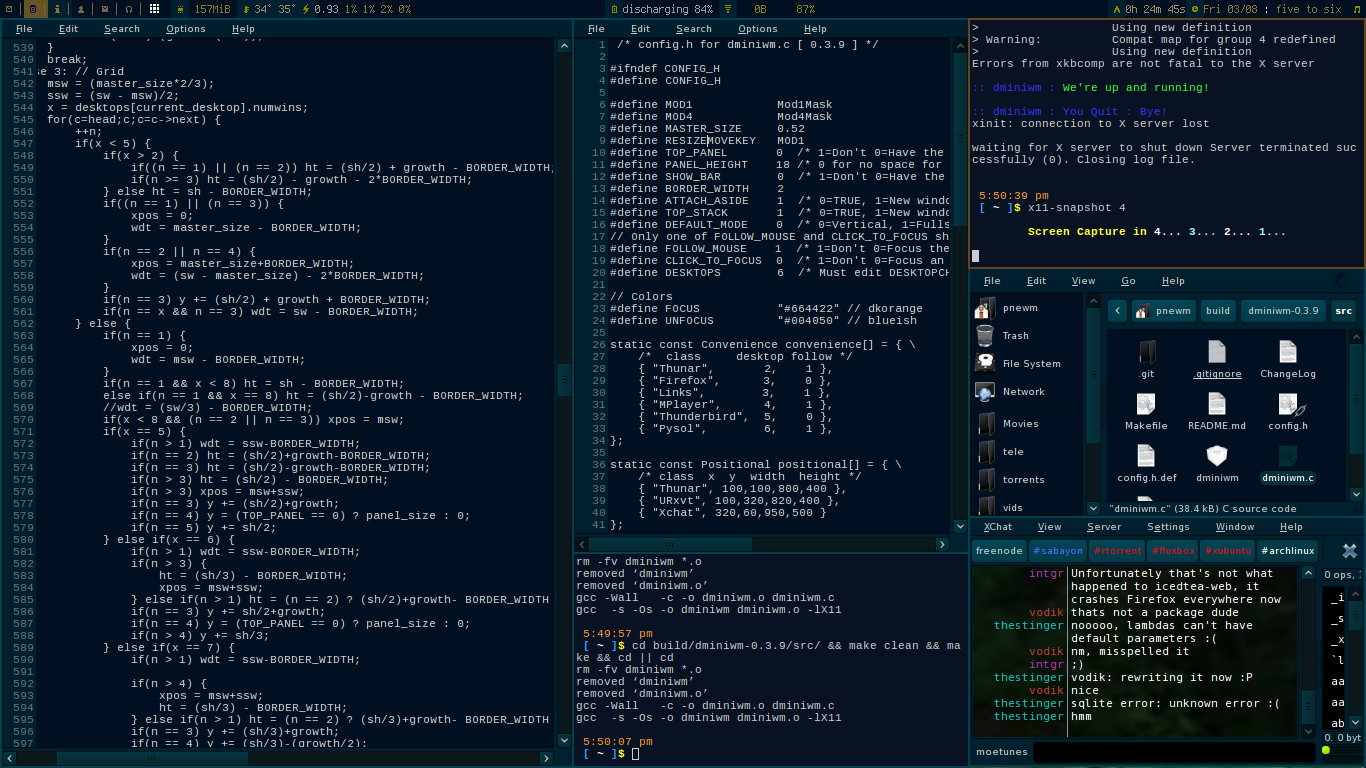 157MiB 34° 35° 0.93 1% 1% 2% 0% discharging 84% 0B 87% 0h 24m 45s Fri 03/08 : five to six
File Edit Search Options Help
539 }
540 break;
541 se 3: // Grid
542 msw = (master_size*2/3);
543 ssw = (sw - msw)/2;
544 x = desktops[current_desktop].numwins;
545 for(c=head;c;c=c->next) {
546 ++n;
547 if(x < 5) {
548 if(x > 2) {
549 if((n == 1) || (n == 2)) ht = (sh/2) + growth - BORDER_WIDTH;
550 if(n >= 3) ht = (sh/2) - growth - 2*BORDER_WIDTH;
551 } else ht = sh - BORDER_WIDTH;
552 if((n == 1) || (n == 3)) {
553 xpos = 0;
554 wdt = master_size - BORDER_WIDTH;
555 }
556 if(n == 2 || n == 4) {
557 xpos = master_size+BORDER_WIDTH;
558 wdt = (sw - master_size) - 2*BORDER_WIDTH;
559 }
560 if(n == 3) y += (sh/2) + growth + BORDER_WIDTH;
561 if(n == x && n == 3) wdt = sw - BORDER_WIDTH;
562 } else {
563 if(n == 1) {
564 xpos = 0;
565 wdt = msw - BORDER_WIDTH;
566 }
567 if(n == 1 && x < 8) ht = sh - BORDER_WIDTH;
568 else if(n == 1 && x == 8) ht = (sh/2)-growth - BORDER_WIDTH;
569 //wdt = (sw/3) - BORDER_WIDTH;
570 if(x < 8 && (n == 2 || n == 3)) xpos = msw;
571 if(x == 5) {
572 if(n > 1) wdt = ssw-BORDER_WIDTH;
573 if(n == 2) ht = (sh/2)+growth-BORDER_WIDTH;
574 if(n == 3) ht = (sh/2)-growth-BORDER_WIDTH;
575 if(n > 3) ht = (sh/2) - BORDER_WIDTH;
576 if(n > 3) xpos = msw+ssw;
577 if(n == 3) y += (sh/2)+growth;
578 if(n == 4) y = (TOP_PANEL == 0) ? panel_size : 0;
579 if(n == 5) y += sh/2;
580 } else if(x == 6) {
581 if(n > 1) wdt = ssw-BORDER_WIDTH;
582 if(n > 3) {
583 ht = (sh/3) - BORDER_WIDTH;
584 xpos = msw+ssw;
585 } else if(n > 1) ht = (n == 2) ? (sh/2)+growth- BORDER_WIDTH
586 if(n == 3) y += sh/2+growth;
587 if(n == 4) y = (TOP_PANEL == 0) ? panel_size : 0;
588 if(n > 4) y += sh/3;
589 } else if(x == 7) {
590 if(n > 1) wdt = ssw-BORDER_WIDTH;
591
592 if(n > 4) {
593 xpos = msw+ssw;
594 ht = (sh/3) - BORDER_WIDTH;
595 } else if(n > 1) ht = (n == 2) ? (sh/3)+growth- BORDER_WIDTH
596 if(n == 3) y += (sh/3)+growth;
597 if(n == 4) y += (sh/3)-(growth/2);
File Edit Search Options Help
1 /* config.h for dminiwm.c [ 0.3.9 ] */
2
3 #ifndef CONFIG_H
4 #define CONFIG_H
5
6 #define MOD1 Mod1Mask
7 #define MOD4 Mod4Mask
8 #define MASTER_SIZE 0.52
9 #define RESIZEMOVEKEY MOD1
10 #define TOP_PANEL 0 /* 1=Don't 0=Have the
11 #define PANEL_HEIGHT 18 /* 0 for no space for
12 #define SHOW_BAR 0 /* 1=Don't 0=Have the
13 #define BORDER_WIDTH 2
14 #define ATTACH_ASIDE 1 /* 0=TRUE, 1=New windo
15 #define TOP_STACK 1 /* 0=TRUE, 1=New windo
16 #define DEFAULT_MODE 0 /* 0=Vertical, 1=Fulls
17 // Only one of FOLLOW_MOUSE and CLICK_TO_FOCUS sh
18 #define FOLLOW_MOUSE 1 /* 1=Don't 0=Focus the
19 #define CLICK_TO_FOCUS 0 /* 1=Don't 0=Focus an
20 #define DESKTOPS 6 /* Must edit DESKTOPCH
21
22 // Colors
23 #define FOCUS "#664422" // dkorange
24 #define UNFOCUS "#004050" // blueish
25
26 static const Convenience convenience[] = { \
27 /* class desktop follow */
28 { "Thunar", 2, 1 },
29 { "Firefox", 3, 0 },
30 { "Links", 3, 1 },
31 { "MPlayer", 4, 1 },
32 { "Thunderbird", 5, 0 },
33 { "Pysol", 6, 1 },
34 };
35
36 static const Positional positional[] = { \
37 /* class x y width height */
38 { "Thunar", 100,100,800,400 },
39 { "URxvt", 100,320,820,400 },
40 { "Xchat", 320,60,950,500 }
41 };
rm -fv dminiwm *.o
removed ‘dminiwm’
removed ‘dminiwm.o’
gcc -Wall -c -o dminiwm.o dminiwm.c
gcc -s -Os -o dminiwm dminiwm.o -lX11
5:49:57 pm
[ ~ ]$ cd build/dminiwm-0.3.9/src/ && make clean && ma
ke && cd || cd
rm -fv dminiwm *.o
removed ‘dminiwm’
removed ‘dminiwm.o’
gcc -Wall -c -o dminiwm.o dminiwm.c
gcc -s -Os -o dminiwm dminiwm.o -lX11
5:50:07 pm
[ ~ ]$
> Using new definition
> Warning: Compat map for group 4 redefined
> Using new definition
Errors from xkbcomp are not fatal to the X server
:: dminiwm : We're up and running!
:: dminiwm : You Quit : Bye!
xinit: connection to X server lost
waiting for X server to shut down Server terminated suc
cessfully (0). Closing log file.
5:50:39 pm
[ ~ ]$ x11-snapshot 4
Screen Capture in 4... 3... 2... 1...
File Edit View Go Help
pnewm
Trash
File System
Network
Movies
tele
torrents
vids
pnewm build dminiwm-0.3.9 src
.git .gitignore ChangeLog
Makefile README.md config.h
config.h.def dminiwm dminiwm.c
"dminiwm.c" (38.4 kB) C source code
XChat View Server Settings Window Help
freenode #sabayon #rtorrent #fluxbox #xubuntu #archlinux
0 ops,
intgr Unfortunately that's not what
happened to icedtea-web, it
crashes Firefox everywhere now
vodik thats not a package dude
thestinger nooooo, lambdas can't have
default parameters :(
vodik nm, misspelled it
intgr ;)
thestinger vodik: rewriting it now :P
vodik nice
thestinger sqlite error: unknown error :(
thestinger hmm
_i
_s
_x
`l
aa
aa
ab
0. 0 byt
moetunes